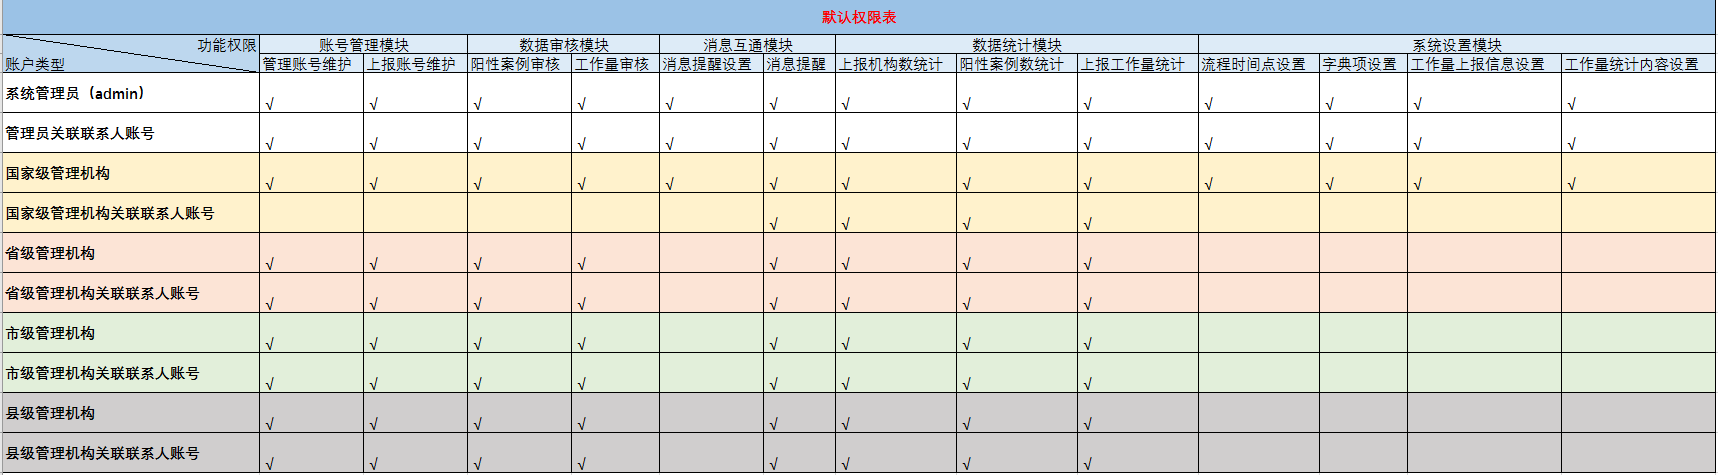 默认权限表
功能权限 账号管理模块 数据审核模块 消息互通模块 数据统计模块 系统设置模块
账户类型 管理账号维护 上报账号维护 阳性案例审核 工作量审核 消息提醒设置 消息提醒 上报机构数统计 阳性案例数统计 上报工作量统计 流程时间点设置 字典项设置 工作量上报信息设置 工作量统计内容设置
系统管理员（admin） √ √ √ √ √ √ √ √ √ √ √ √ √
管理员关联联系人账号 √ √ √ √ √ √ √ √ √ √ √ √ √
国家级管理机构 √ √ √ √ √ √ √ √ √ √ √ √ √
国家级管理机构关联联系人账号 √ √ √ √
省级管理机构 √ √ √ √ √ √ √ √
省级管理机构关联联系人账号 √ √ √ √ √ √ √ √
市级管理机构 √ √ √ √ √ √ √ √
市级管理机构关联联系人账号 √ √ √ √ √ √ √ √
县级管理机构 √ √ √ √ √ √ √ √
县级管理机构关联联系人账号 √ √ √ √ √ √ √ √